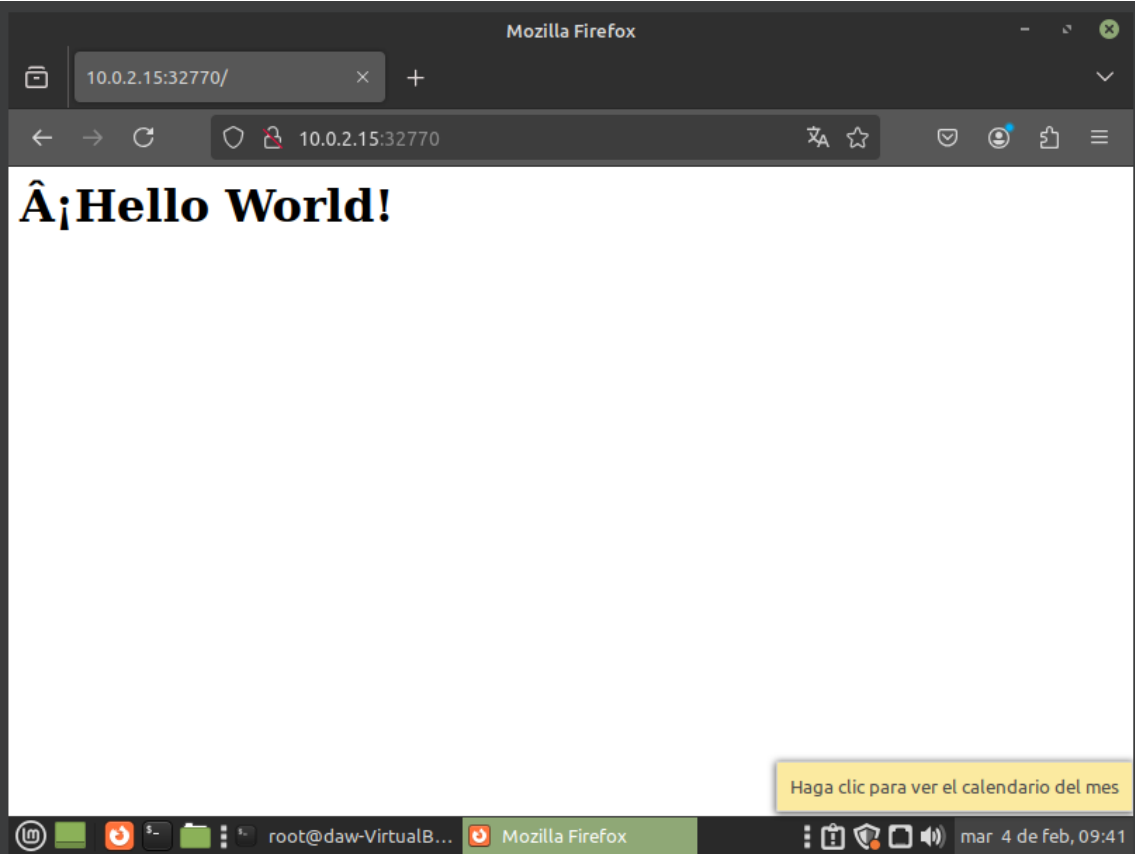 Mozilla Firefox
10.0.2.15:32770/
10.0.2.15:32770
Â¡Hello World!
Haga clic para ver el calendario del mes
root@daw-VirtualB...
Mozilla Firefox
mar 4 de feb, 09:41